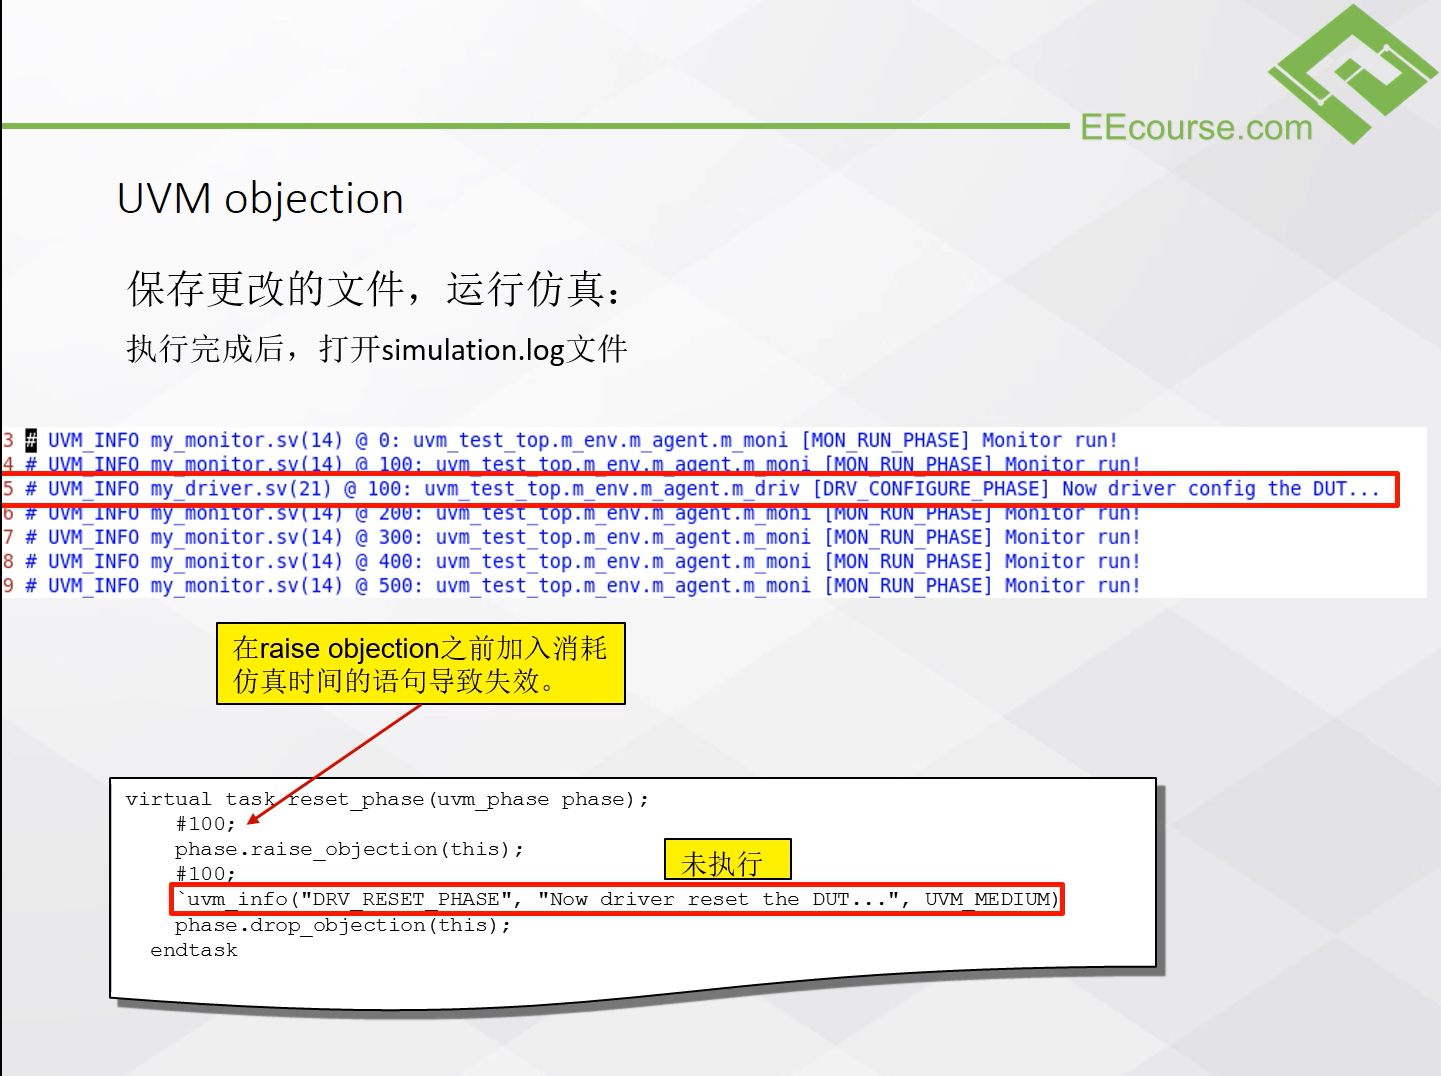 EEcourse.com
UVM objection
保存更改的文件，运行仿真：
执行完成后，打开simulation.log文件
3 # UVM_INFO my_monitor.sv(14) @ 0: uvm_test_top.m_env.m_agent.m_moni [MON_RUN_PHASE] Monitor run!
4 # UVM_INFO my_monitor.sv(14) @ 100: uvm_test_top.m_env.m_agent.m_moni [MON_RUN_PHASE] Monitor run!
5 # UVM_INFO my_driver.sv(21) @ 100: uvm_test_top.m_env.m_agent.m_driv [DRV_CONFIGURE_PHASE] Now driver config the DUT...
6 # UVM_INFO my_monitor.sv(14) @ 200: uvm_test_top.m_env.m_agent.m_moni [MON_RUN_PHASE] Monitor run!
7 # UVM_INFO my_monitor.sv(14) @ 300: uvm_test_top.m_env.m_agent.m_moni [MON_RUN_PHASE] Monitor run!
8 # UVM_INFO my_monitor.sv(14) @ 400: uvm_test_top.m_env.m_agent.m_moni [MON_RUN_PHASE] Monitor run!
9 # UVM_INFO my_monitor.sv(14) @ 500: uvm_test_top.m_env.m_agent.m_moni [MON_RUN_PHASE] Monitor run!
在raise objection之前加入消耗
仿真时间的语句导致失效。
virtual task reset_phase(uvm_phase phase);
#100;
phase.raise_objection(this);
未执行
#100;
`uvm_info("DRV_RESET_PHASE", "Now driver reset the DUT...", UVM_MEDIUM)
phase.drop_objection(this);
endtask